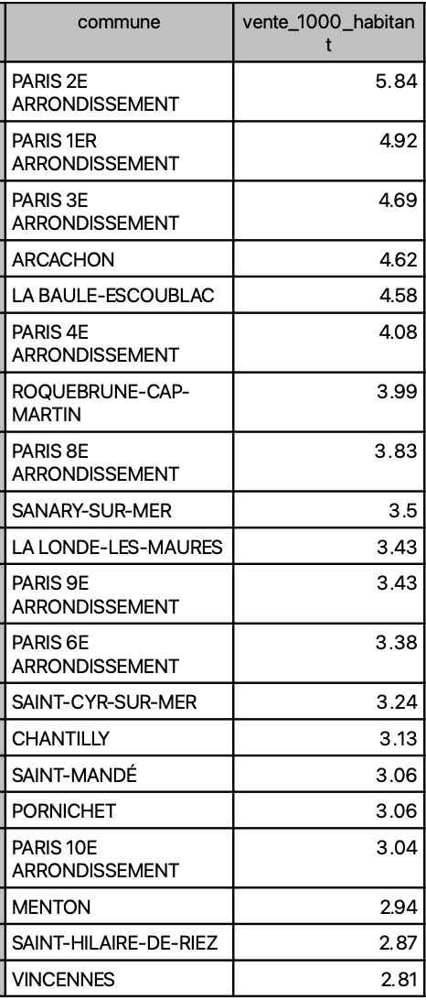 commune vente_1000_habitan
t
PARIS 2E 5.84
ARRONDISSEMENT
PARIS 1ER 4.92
ARRONDISSEMENT
PARIS 3E 4.69
ARRONDISSEMENT
ARCACHON 4.62
LA BAULE-ESCOUBLAC 4.58
PARIS 4E 4.08
ARRONDISSEMENT
ROQUEBRUNE-CAP- 3.99
MARTIN
PARIS 8E 3.83
ARRONDISSEMENT
SANARY-SUR-MER 3.5
LA LONDE-LES-MAURES 3.43
PARIS 9E 3.43
ARRONDISSEMENT
PARIS 6E 3.38
ARRONDISSEMENT
SAINT-CYR-SUR-MER 3.24
CHANTILLY 3.13
SAINT-MANDÉ 3.06
PORNICHET 3.06
PARIS 10E 3.04
ARRONDISSEMENT
MENTON 2.94
SAINT-HILAIRE-DE-RIEZ 2.87
VINCENNES 2.81